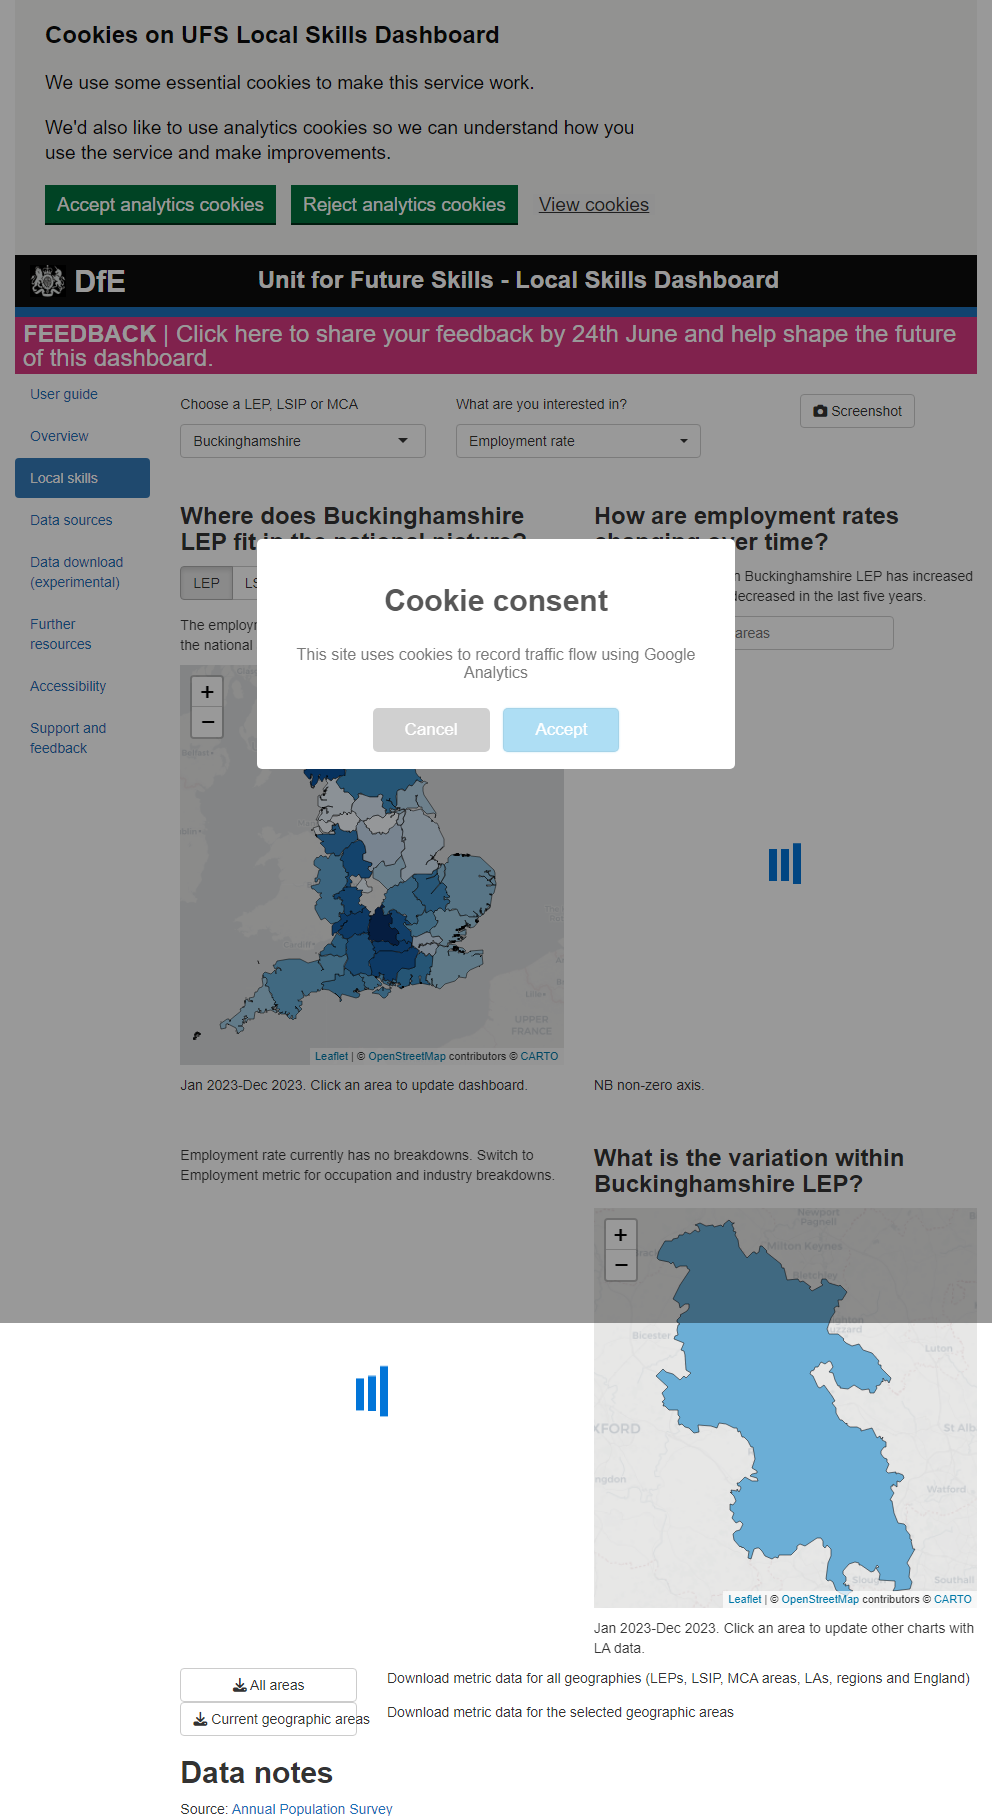 Cookies on UFS Local Skills Dashboard
We use some essential cookies to make this service work.
We'd also like to use analytics cookies so we can understand how you
use the service and make improvements.
Accept analytics cookies
Reject analytics cookies
View cookies
DfE
Unit for Future Skills - Local Skills Dashboard
FEEDBACK | Click here to share your feedback by 24th June and help shape the future
of this dashboard.
User guide
Overview
Local skills
Data sources
Data download
(experimental)
Further
resources
Accessibility
Support and
feedback
Choose a LEP, LSIP or MCA
Buckinghamshire
What are you interested in?
Employment rate
Screenshot
Where does Buckinghamshire
LEP fit in the national picture?
LEP
The employ
the national
How are employment rates
changing over time?
Buckinghamshire LEP has increased
decreased in the last five years.
areas
Cookie consent
This site uses cookies to record traffic flow using Google
Analytics
Cancel
Accept
+
−
Belfast
Cardiff
Lille
UPPER
FRANCE
Leaflet | © OpenStreetMap contributors © CARTO
Jan 2023-Dec 2023. Click an area to update dashboard.
NB non-zero axis.
Employment rate currently has no breakdowns. Switch to
Employment metric for occupation and industry breakdowns.
What is the variation within
Buckinghamshire LEP?
+
−
Newport
Pagnell
Milton Keynes
Bletchley
Bicester
Luton
XFORD
St Alb
ngdon
Watford
Slough
Southall
Leaflet | © OpenStreetMap contributors © CARTO
Jan 2023-Dec 2023. Click an area to update other charts with
LA data.
All areas
Download metric data for all geographies (LEPs, LSIP, MCA areas, LAs, regions and England)
Current geographic areas
Download metric data for the selected geographic areas
Data notes
Source: Annual Population Survey